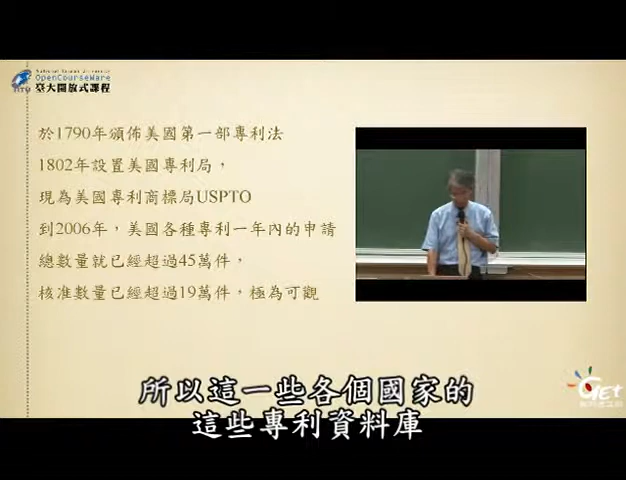 National Taiwan University
OpenCourseWare
臺大開放式課程
於1790年頒佈美國第一部專利法
1802年設置美國專利局，
現為美國專利商標局USPTO
到2006年，美國各種專利一年內的申請
總數量就已經超過45萬件，
核准數量已經超過19萬件，極為可觀
所以這一些各個國家的
這些專利資料庫